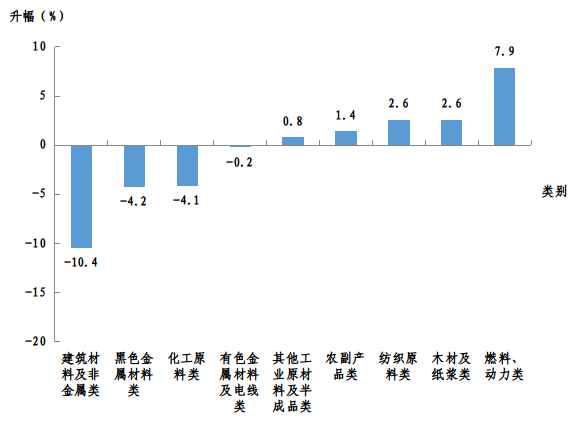 升幅（%）
10
5
0
-5
-10
-15
-20
-10.4
-4.2
-4.1
-0.2
0.8
1.4
2.6
2.6
7.9
类别
建筑材
料及非
金属类
黑色金
属材料
类
化工原
料类
有色金
属材料
及电线
类
其他工
业原材
料及半
成品类
农副产
品类
纺织原
料类
木材及
纸浆类
燃料、
动力类